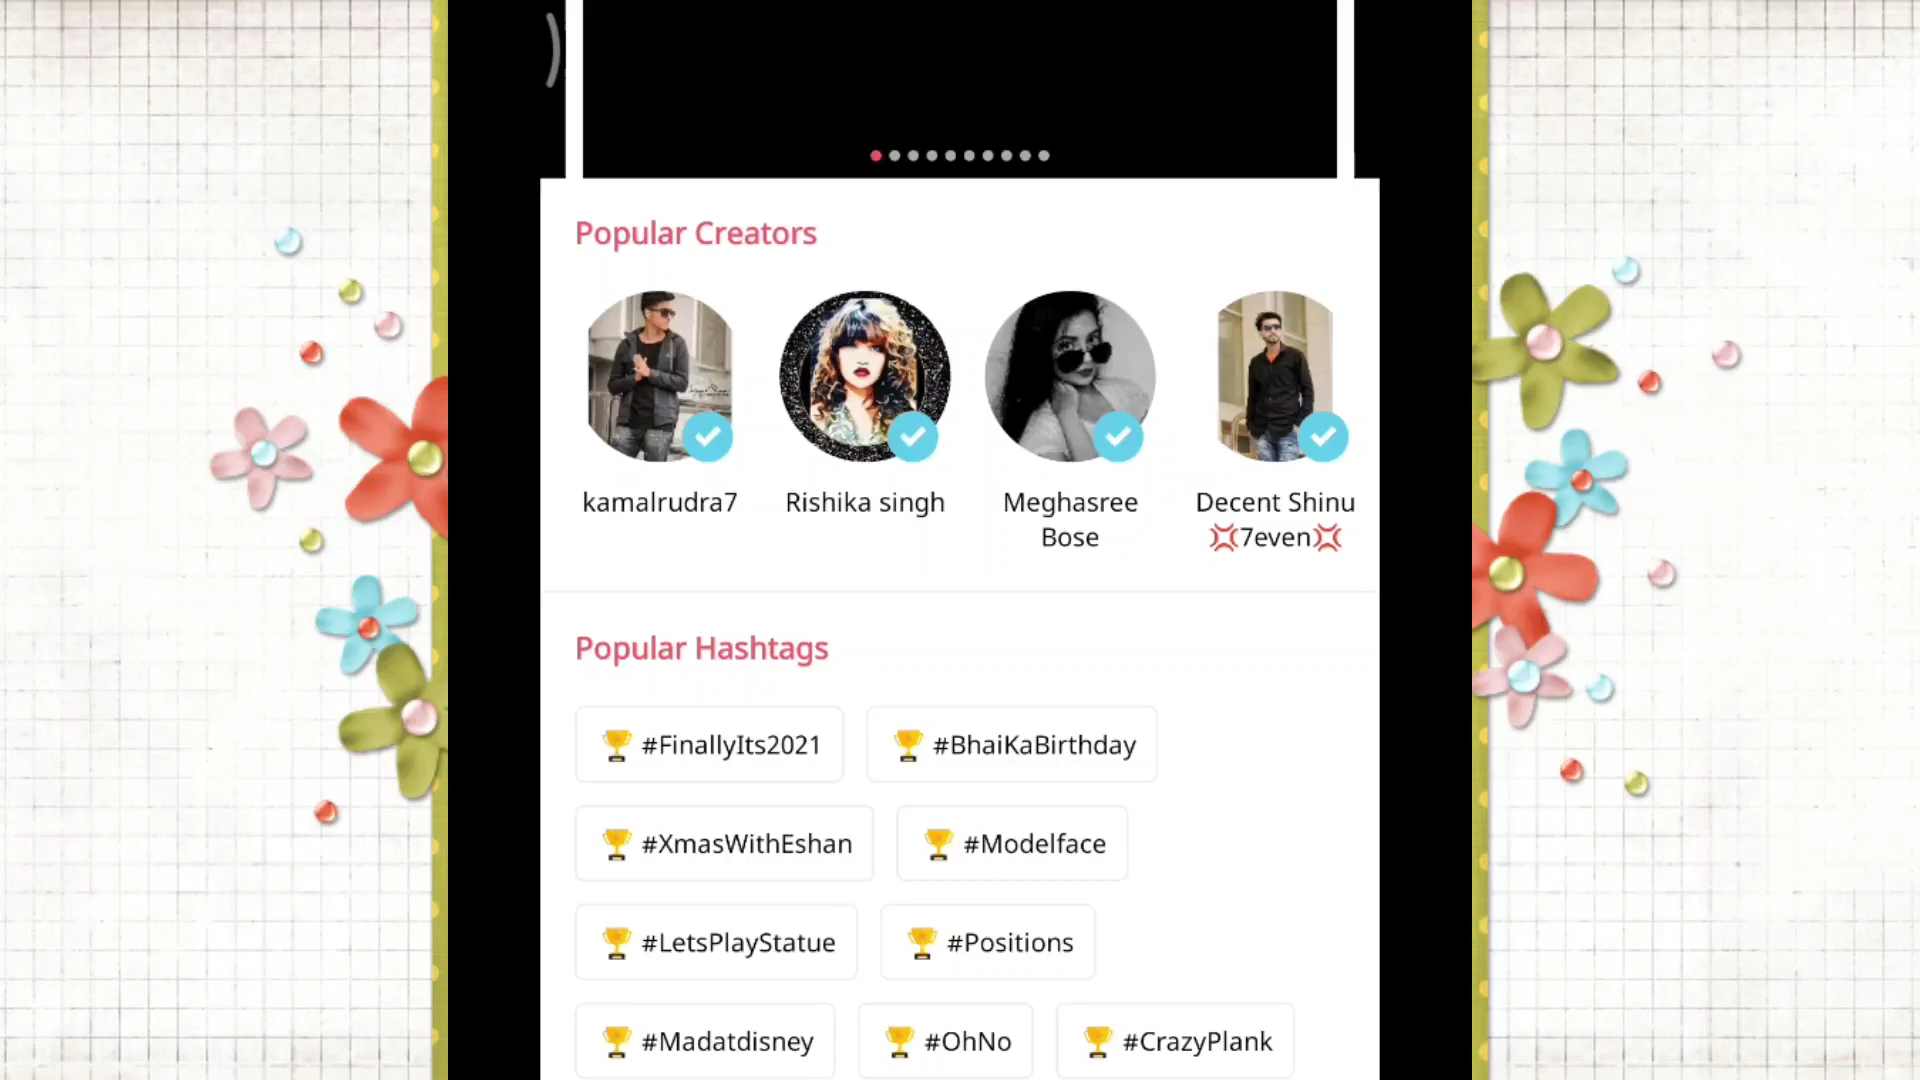 Popular Creators
kamalrudra7
Rishika singh
Meghasree
Bose
Decent Shinu
💢7even💢
Popular Hashtags
🏆 #FinallyIts2021
🏆 #BhaiKaBirthday
🏆 #XmasWithEshan
🏆 #Modelface
🏆 #LetsPlayStatue
🏆 #Positions
🏆 #Madatdisney
🏆 #OhNo
🏆 #CrazyPlank